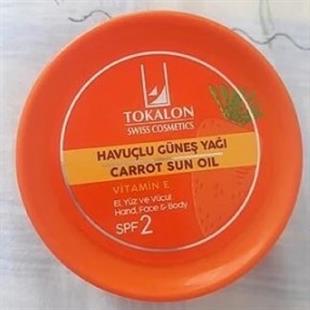 TOKALON
SWISS COSMETICS
HAVUÇLU GÜNEŞ YAĞI
CARROT SUN OIL
VITAMIN E
El, Yüz ve Vücut
Hand, Face & Body
SPF 2